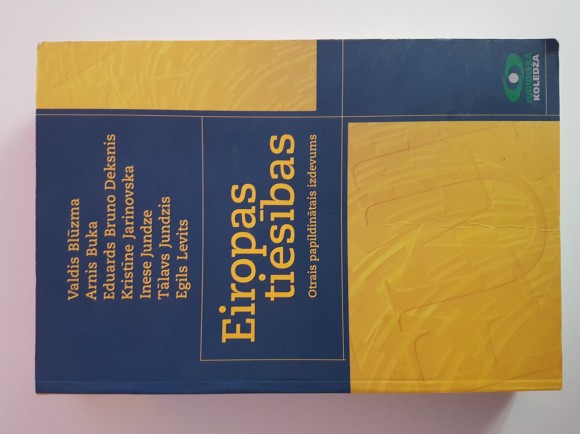 Valdis Blūzma
Arnis Buka
Eduards Bruno Deksnis
Kristīne Jarinovska
Inese Jundze
Tālavs Jundzis
Egils Levits
Eiropas
tiesības
Otrais papildinātais izdevums
JURIDISKĀ
KOLEDŽA